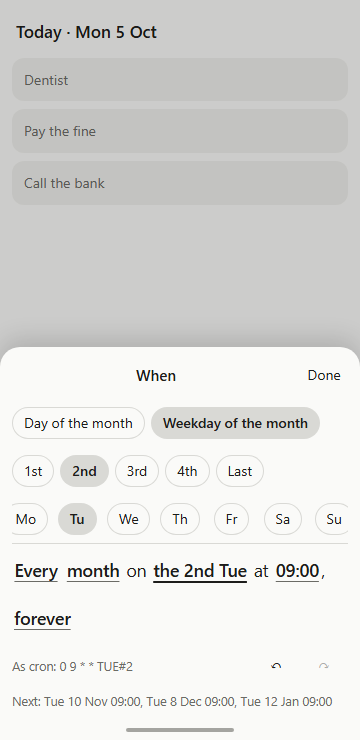 Today · Mon 5 Oct
Dentist
Pay the fine
Call the bank
When Done
Day of the month Weekday of the month
1st 2nd 3rd 4th Last
Mo Tu We Th Fr Sa Su
Every month on the 2nd Tue at 09:00,
forever
As cron: 0 9 * * TUE#2
Next: Tue 10 Nov 09:00, Tue 8 Dec 09:00, Tue 12 Jan 09:00